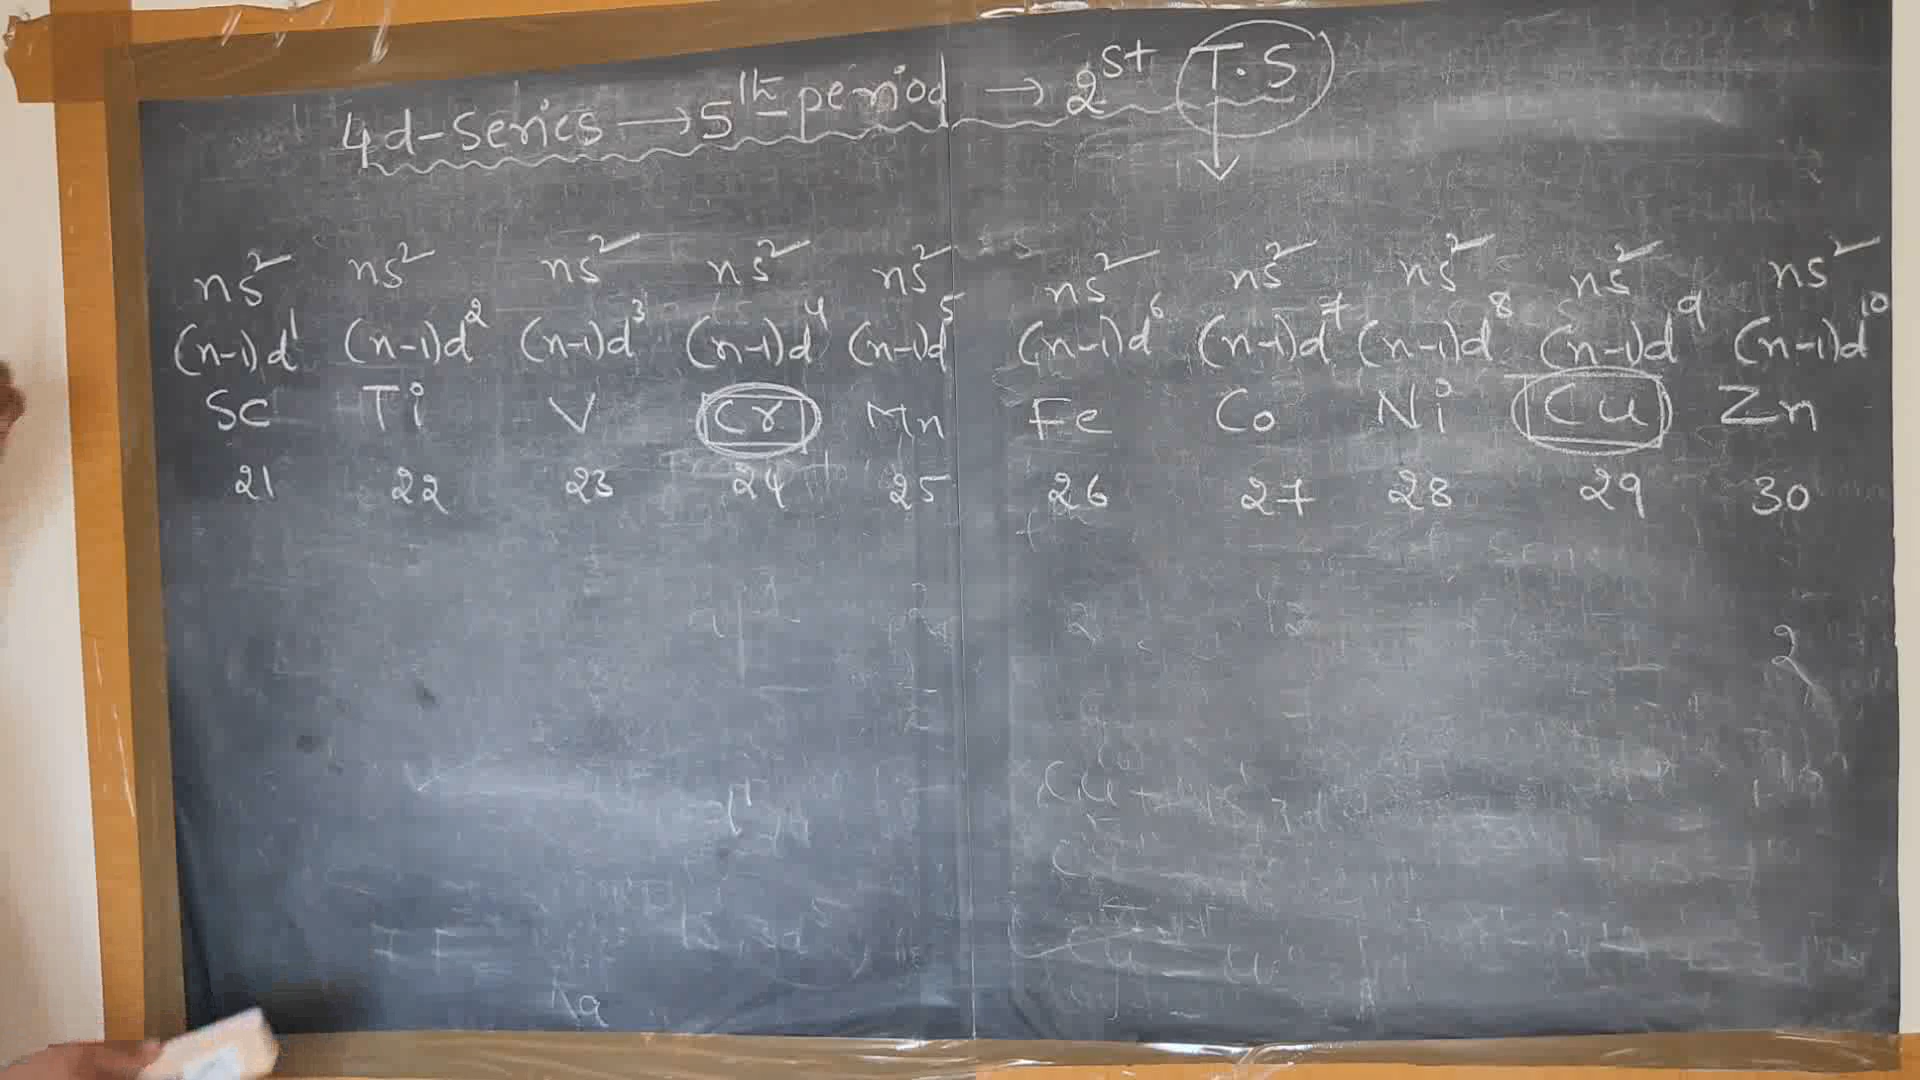 4d-Series → 5th period → 2st T.S
ns² ns² ns² ns² ns² ns² ns² ns² ns² ns²
(n-1)d¹ (n-1)d² (n-1)d³ (n-1)d⁴ (n-1)d⁵ (n-1)d⁶ (n-1)d⁷ (n-1)d⁸ (n-1)d⁹ (n-1)d¹⁰
Sc Ti V Cr Mn Fe Co Ni Cu Zn
21 22 23 24 25 26 27 28 29 30